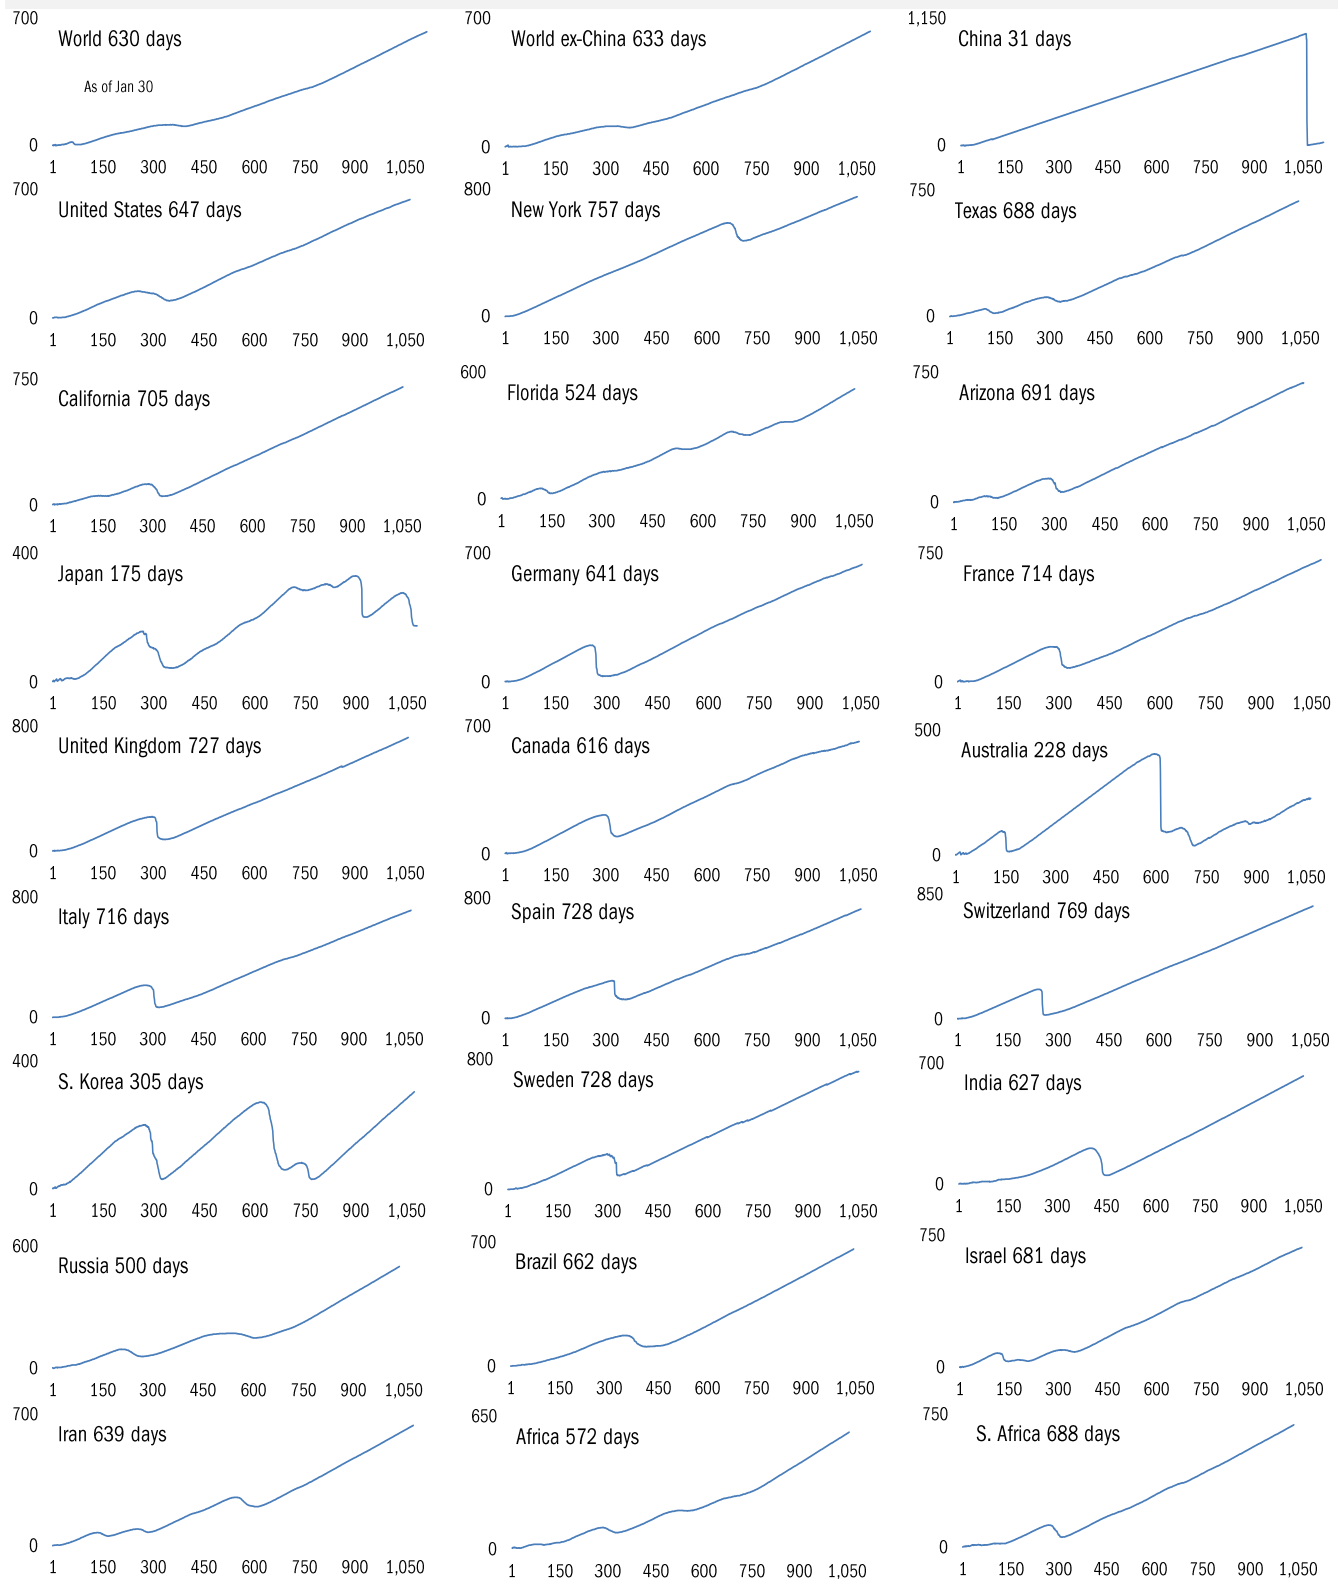 700 700 1,150
World 630 days World ex-China 633 days China 31 days
As of Jan 30
0 0 0
1 150 300 450 600 750 900 1,050 1 150 300 450 600 750 900 1,050 1 150 300 450 600 750 900 1,050
700 800 750
United States 647 days New York 757 days Texas 688 days
0 0 0
1 150 300 450 600 750 900 1,050 1 150 300 450 600 750 900 1,050 1 150 300 450 600 750 900 1,050
750 600 750
California 705 days Florida 524 days Arizona 691 days
0 0 0
1 150 300 450 600 750 900 1,050 1 150 300 450 600 750 900 1,050 1 150 300 450 600 750 900 1,050
400 700 750
Japan 175 days Germany 641 days France 714 days
0 0 0
1 150 300 450 600 750 900 1,050 1 150 300 450 600 750 900 1,050 1 150 300 450 600 750 900 1,050
800 700 500
United Kingdom 727 days Canada 616 days Australia 228 days
0 0 0
1 150 300 450 600 750 900 1,050 1 150 300 450 600 750 900 1,050 1 150 300 450 600 750 900 1,050
800 800 850
Italy 716 days Spain 728 days Switzerland 769 days
0 0 0
1 150 300 450 600 750 900 1,050 1 150 300 450 600 750 900 1,050 1 150 300 450 600 750 900 1,050
400 800 700
S. Korea 305 days Sweden 728 days India 627 days
0 0 0
1 150 300 450 600 750 900 1,050 1 150 300 450 600 750 900 1,050 1 150 300 450 600 750 900 1,050
600 700 750
Russia 500 days Brazil 662 days Israel 681 days
0 0 0
1 150 300 450 600 750 900 1,050 1 150 300 450 600 750 900 1,050 1 150 300 450 600 750 900 1,050
700 650 750
Iran 639 days Africa 572 days S. Africa 688 days
0 0 0
1 150 300 450 600 750 900 1,050 1 150 300 450 600 750 900 1,050 1 150 300 450 600 750 900 1,050